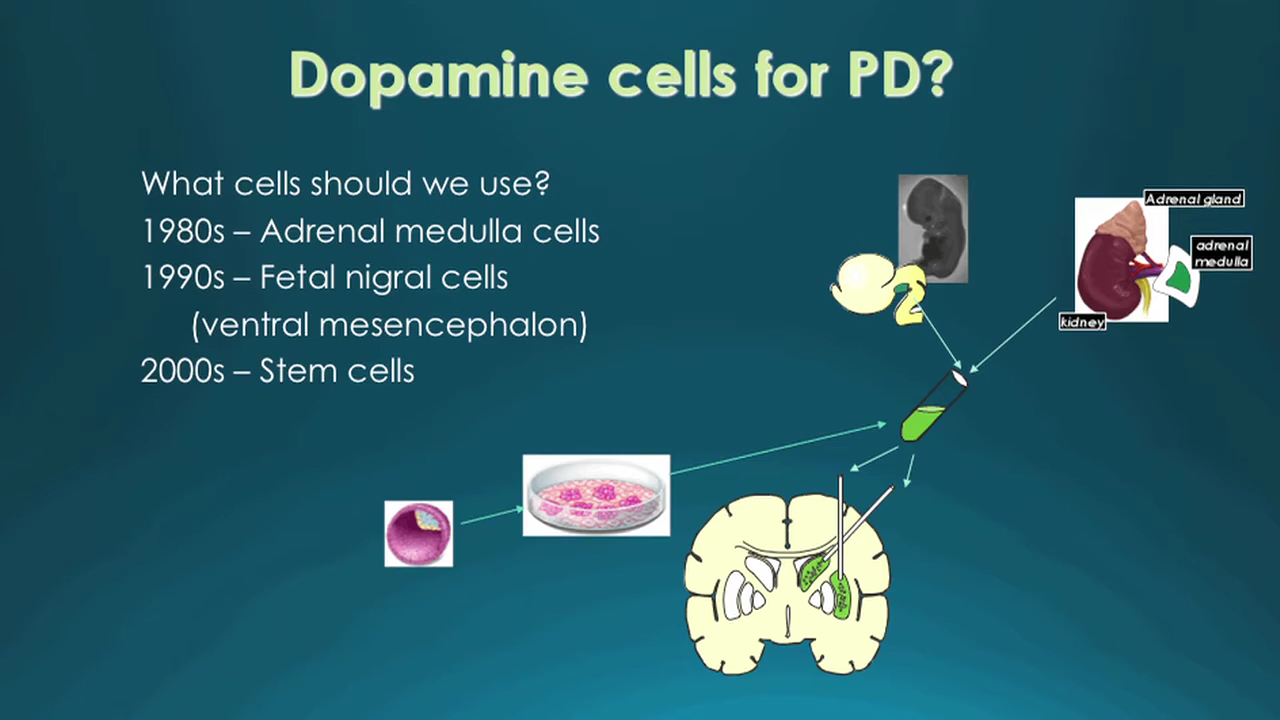 Dopamine cells for PD?
What cells should we use?
1980s – Adrenal medulla cells
1990s – Fetal nigral cells
(ventral mesencephalon)
2000s – Stem cells
Adrenal gland
adrenal
medulla
kidney